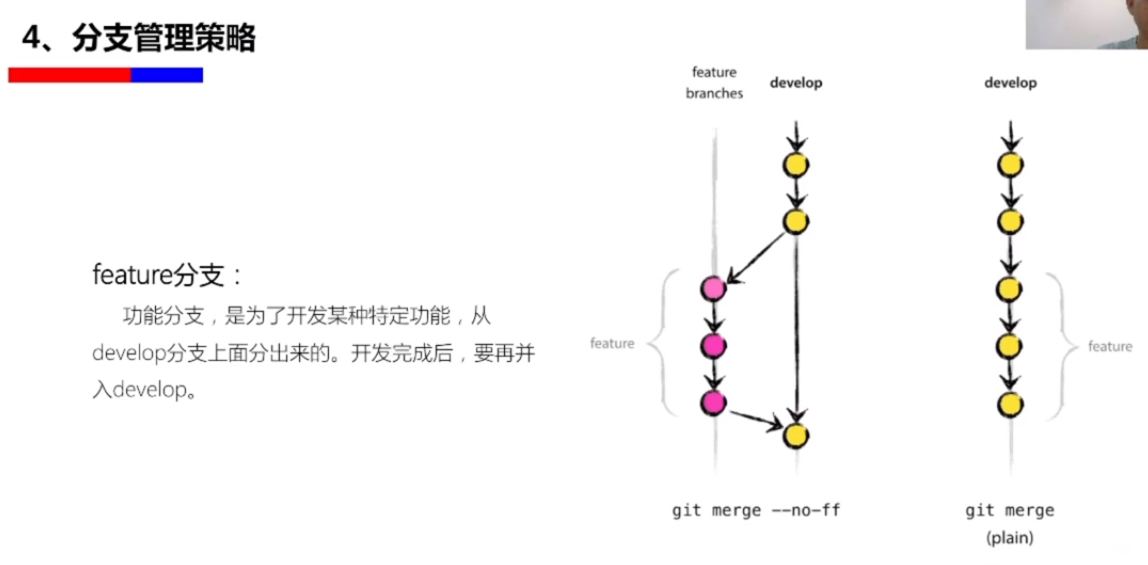 4、分支管理策略
feature分支：
功能分支，是为了开发某种特定功能，从
develop分支上面分出来的。开发完成后，要再并
入develop。
feature
branches
develop
feature
git merge --no-ff
develop
feature
git merge
(plain)